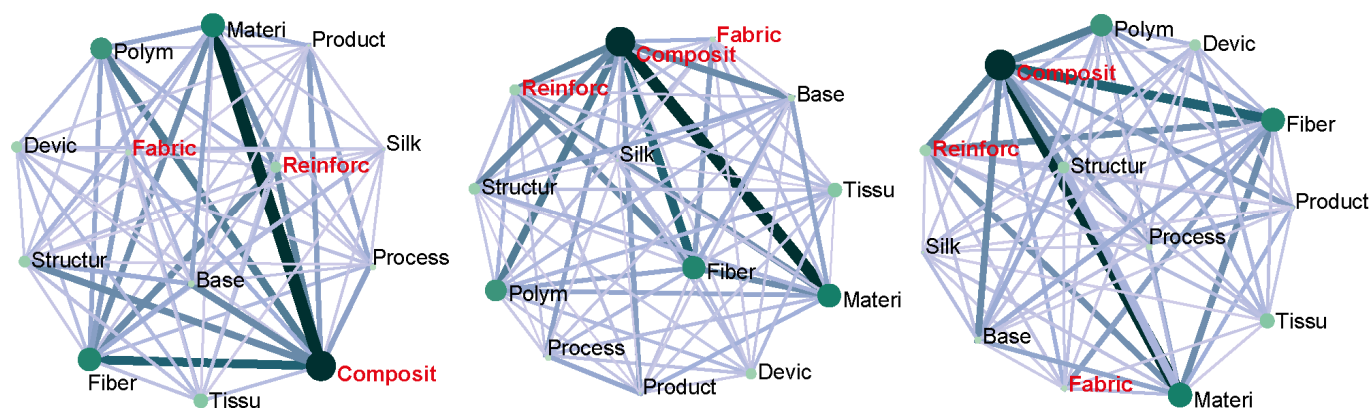 Materi
Product
Polym
Devic
Fabric
Silk
Reinforc
Structur
Base
Process
Fiber
Composit
Tissu
Fabric
Composit
Reinforc
Base
Silk
Structur
Tissu
Fiber
Polym
Materi
Process
Product
Devic
Polym
Devic
Composit
Fiber
Reinforc
Structur
Product
Silk
Process
Tissu
Base
Fabric
Materi